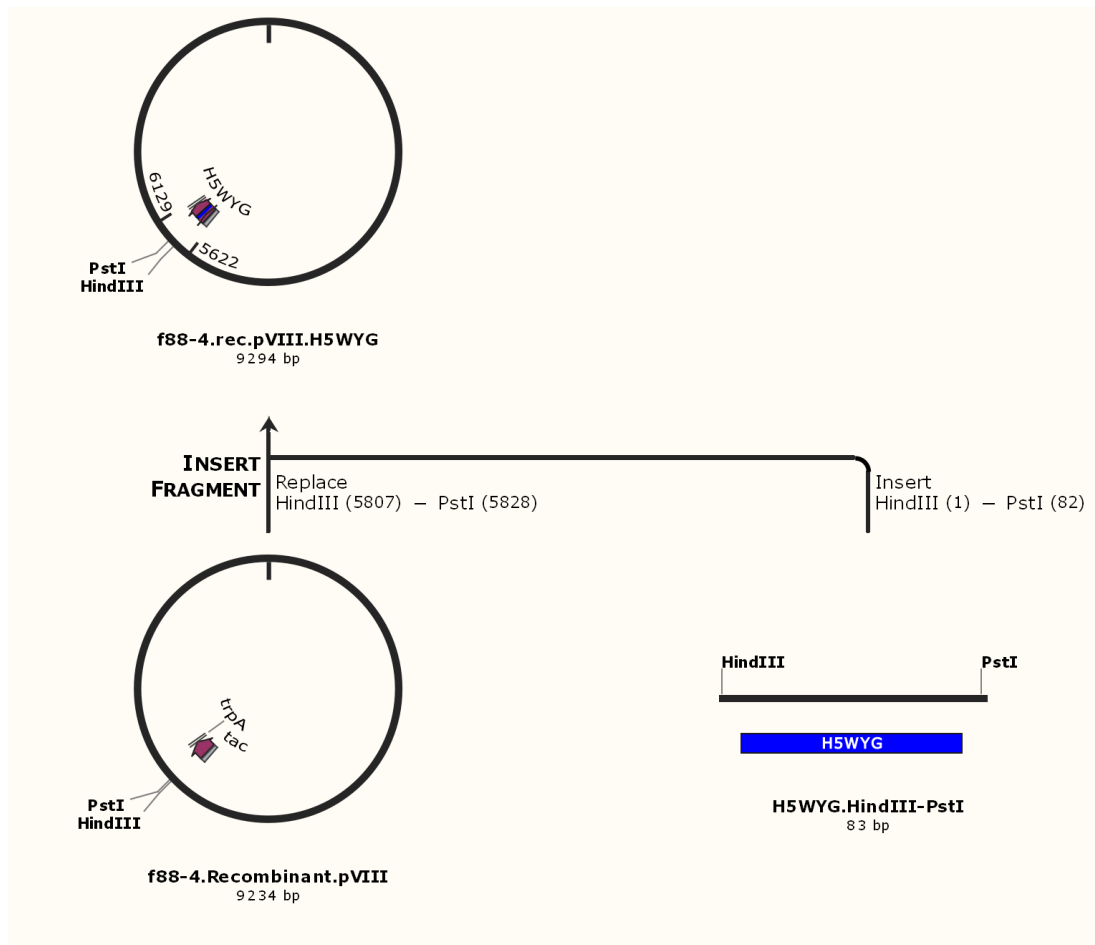 H5WYG
6129
5622
PstI
HindIII
f88-4.rec.pVIII.H5WYG
9294 bp
INSERT
FRAGMENT
Replace
HindIII (5807) – PstI (5828)
Insert
HindIII (1) – PstI (82)
trpA
tac
PstI
HindIII
f88-4.Recombinant.pVIII
9234 bp
HindIII PstI
H5WYG
H5WYG.HindIII-PstI
83 bp